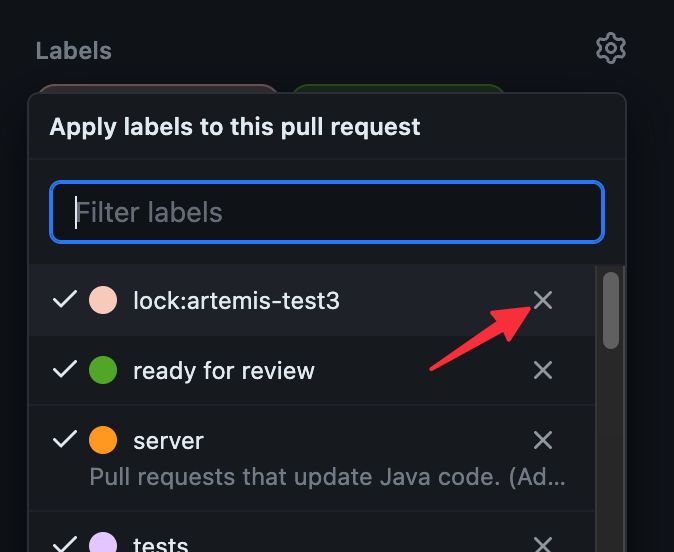 Labels
Apply labels to this pull request
Filter labels
lock:artemis-test3
ready for review
server
Pull requests that update Java code. (Ad...
tests